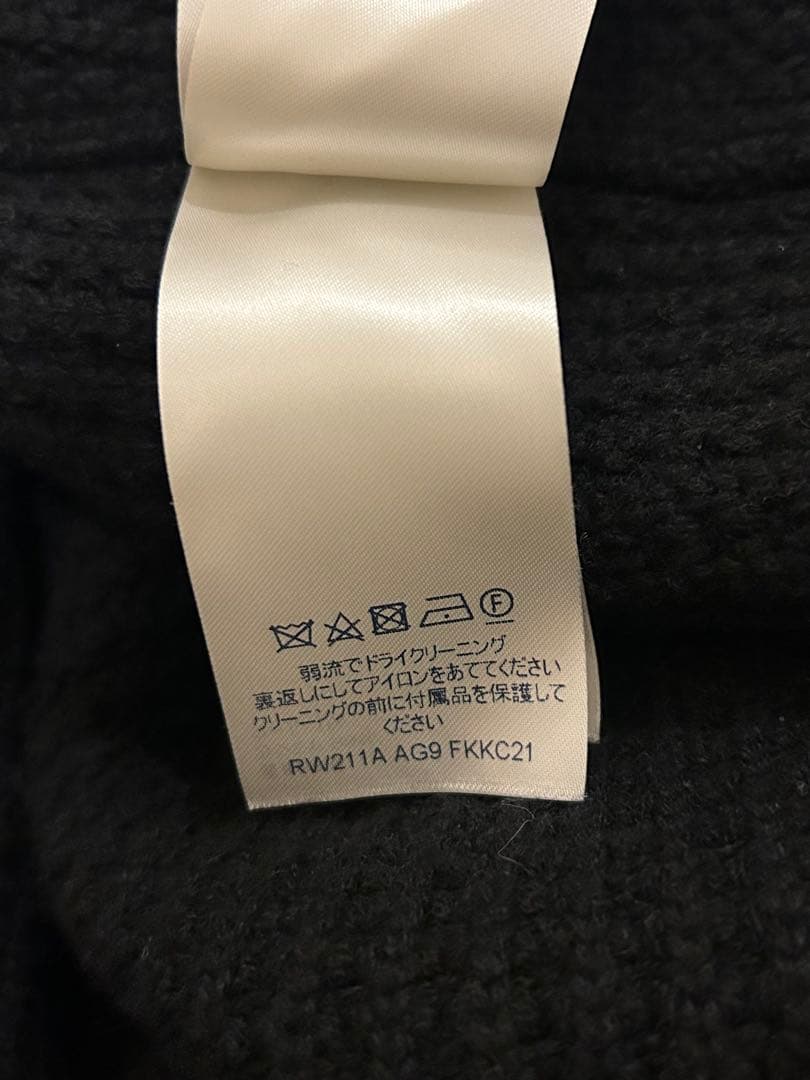 F
弱流でドライクリーニング
裏返しにしてアイロンをあててください
クリーニングの前に付属品を保護して
ください
RW211A AG9 FKKC21